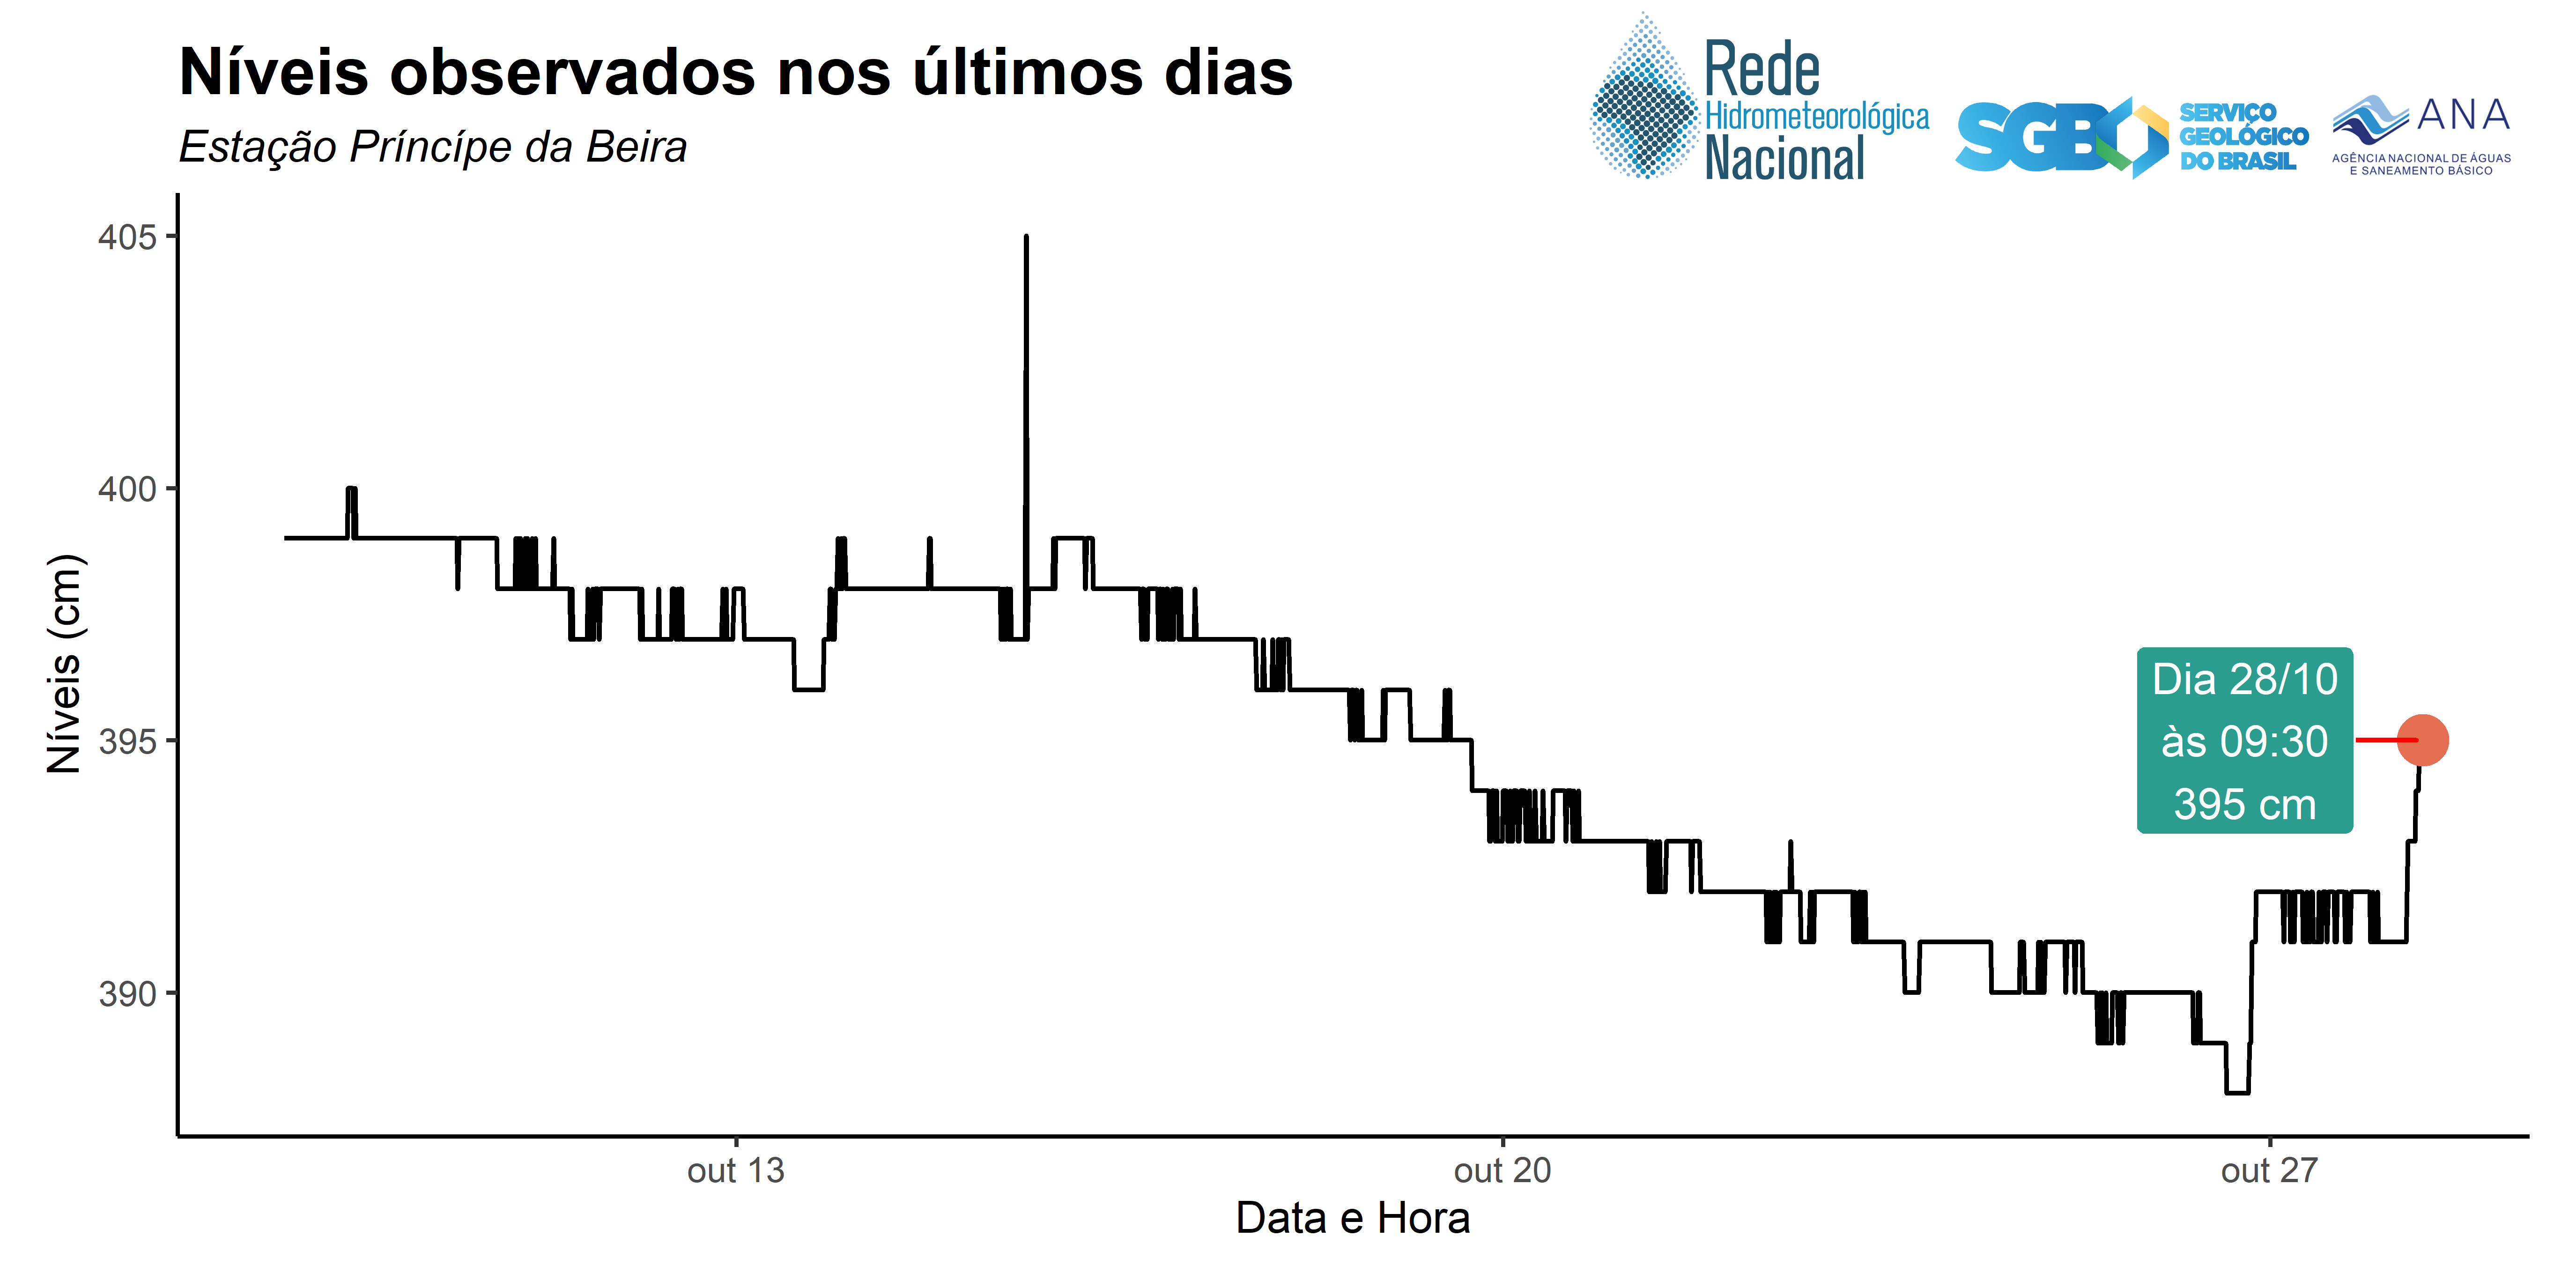 Níveis observados nos últimos dias
Estação Príncípe da Beira
Rede
Hidrometeorológica
Nacional
SGB
SERVIÇO
GEOLÓGICO
DO BRASIL
ANA
AGÊNCIA NACIONAL DE ÁGUAS
E SANEAMENTO BÁSICO
Níveis (cm)
405
400
395
390
Dia 28/10
às 09:30
395 cm
out 13
out 20
out 27
Data e Hora